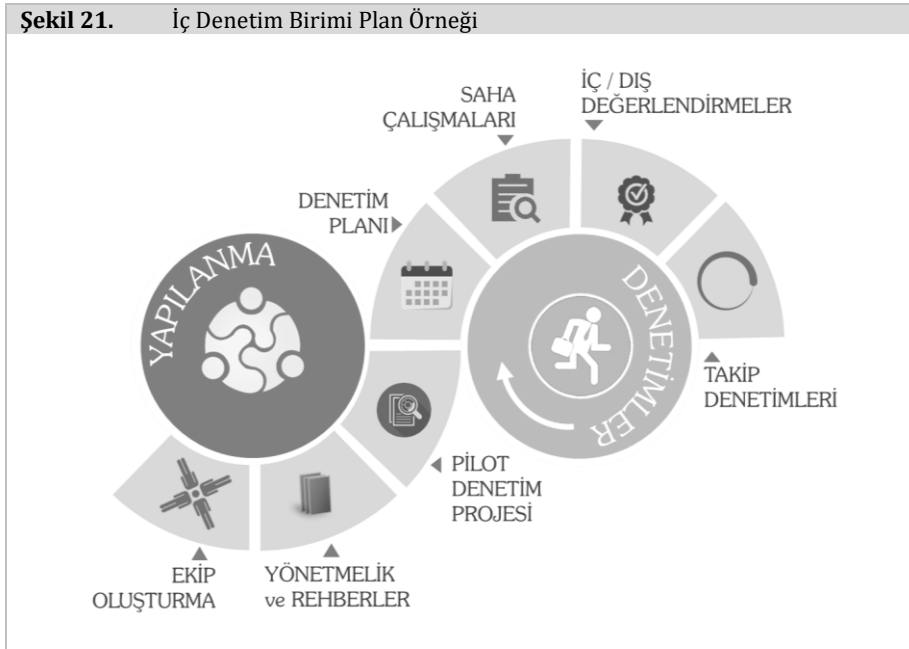 Şekil 21. İç Denetim Birimi Plan Örneği
SAHA
ÇALIŞMALARI
İÇ / DIŞ
DEĞERLENDİRMELER
DENETİM
PLANI
YAPILANMA
DENETİMLER
TAKİP
DENETİMLERİ
PİLOT
DENETİM
PROJESİ
EKİP
OLUŞTURMA
YÖNETMELİK
ve REHBERLER